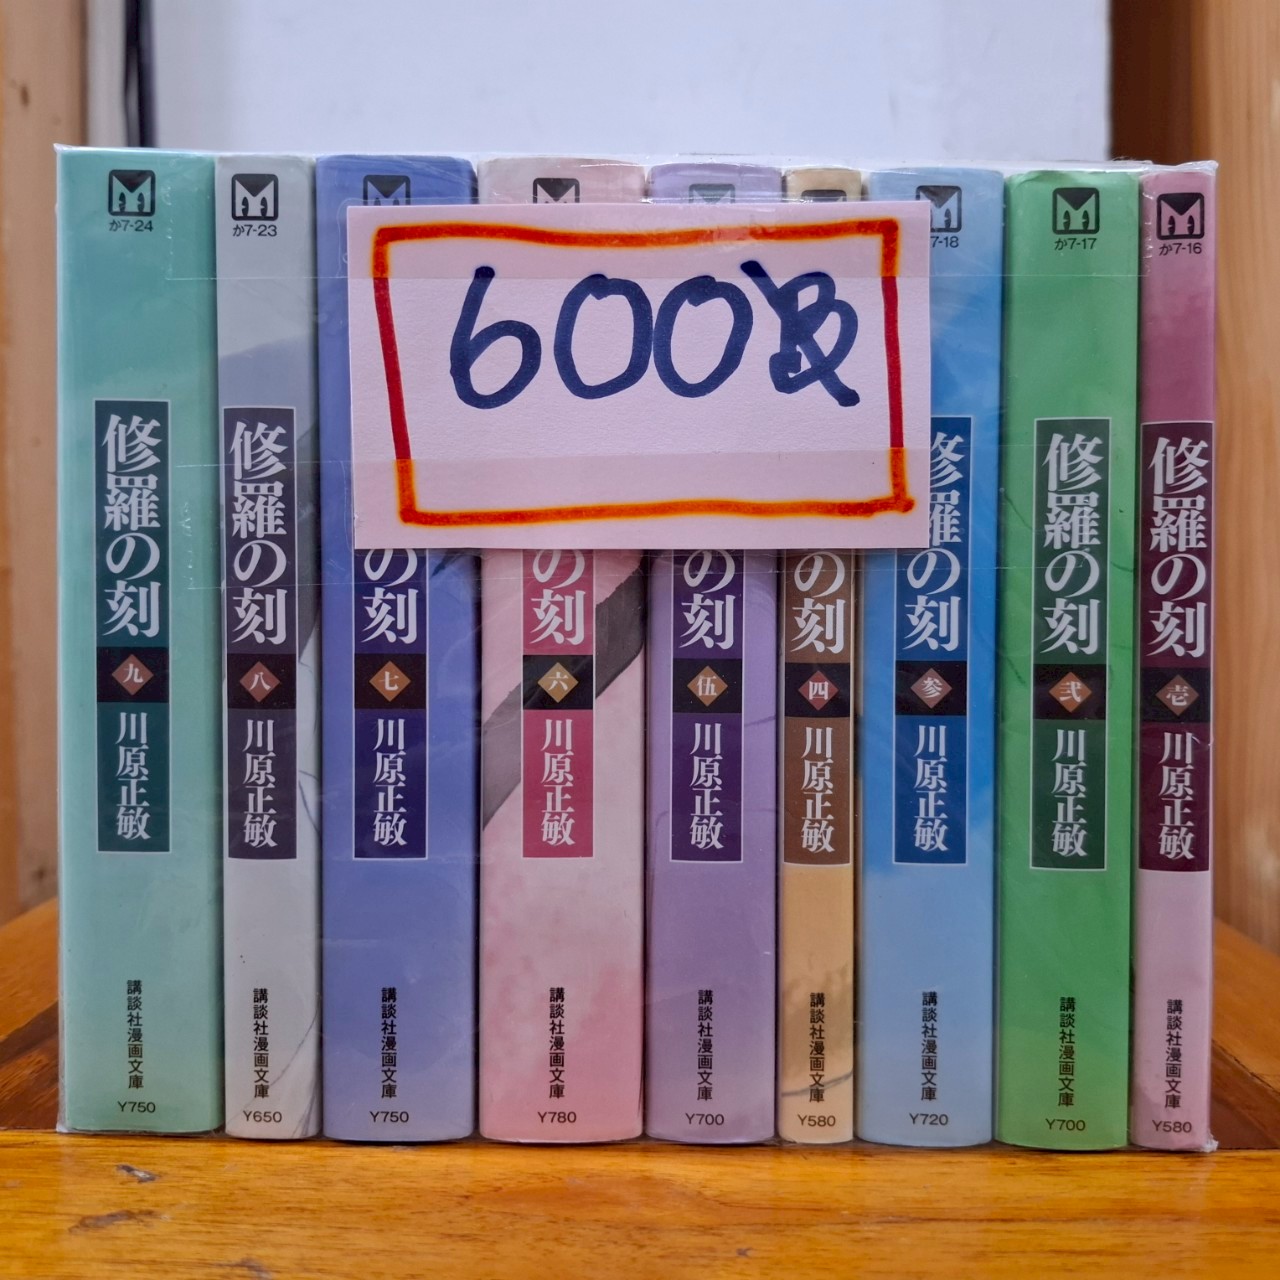 600฿
か7-24
修羅の刻
九
川原正敏
講談社漫画文庫
Y750
か7-23
修羅の刻
八
川原正敏
講談社漫画文庫
Y650
の刻
七
川原正敏
講談社漫画文庫
Y750
の刻
六
川原正敏
講談社漫画文庫
Y780
の刻
伍
川原正敏
講談社漫画文庫
Y700
の刻
四
川原正敏
講談社漫画文庫
Y580
7-18
修羅の刻
参
川原正敏
講談社漫画文庫
Y720
か7-17
修羅の刻
弐
川原正敏
講談社漫画文庫
Y700
か7-16
修羅の刻
壱
川原正敏
講談社漫画文庫
Y580